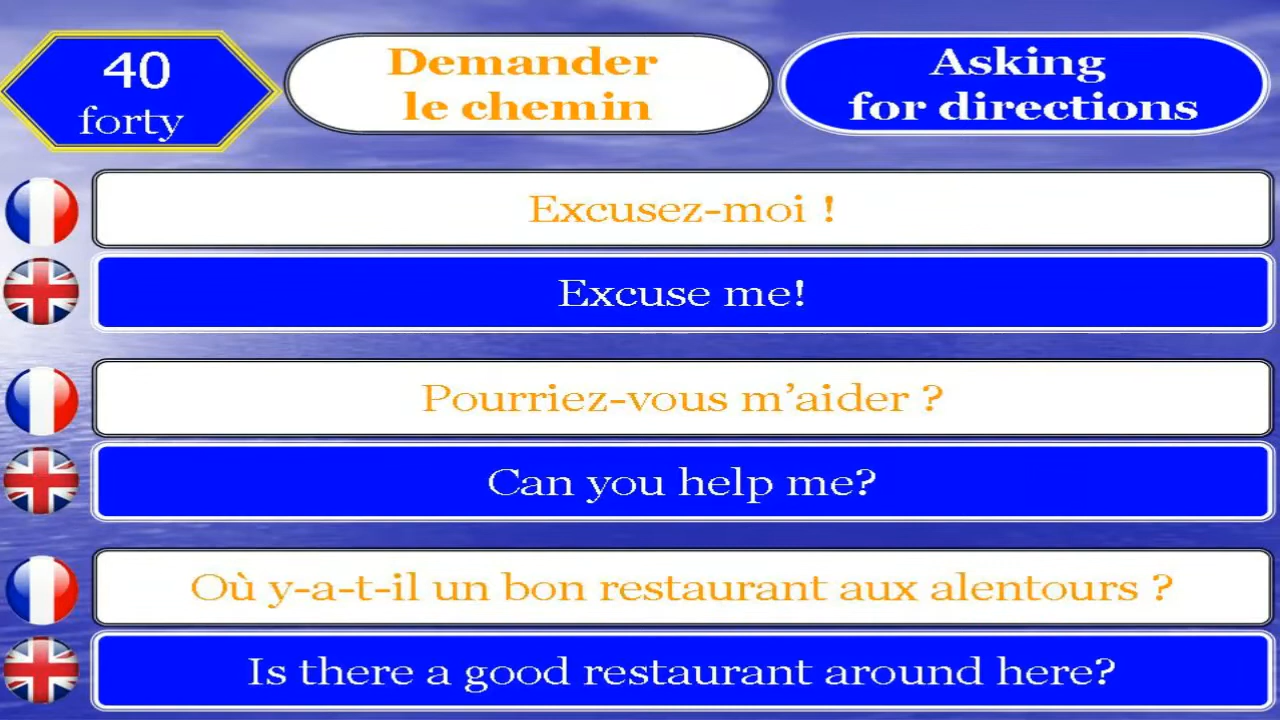 40
forty
Demander
le chemin
Asking
for directions
Excusez-moi !
Excuse me!
Pourriez-vous m’aider ?
Can you help me?
Où y-a-t-il un bon restaurant aux alentours ?
Is there a good restaurant around here?